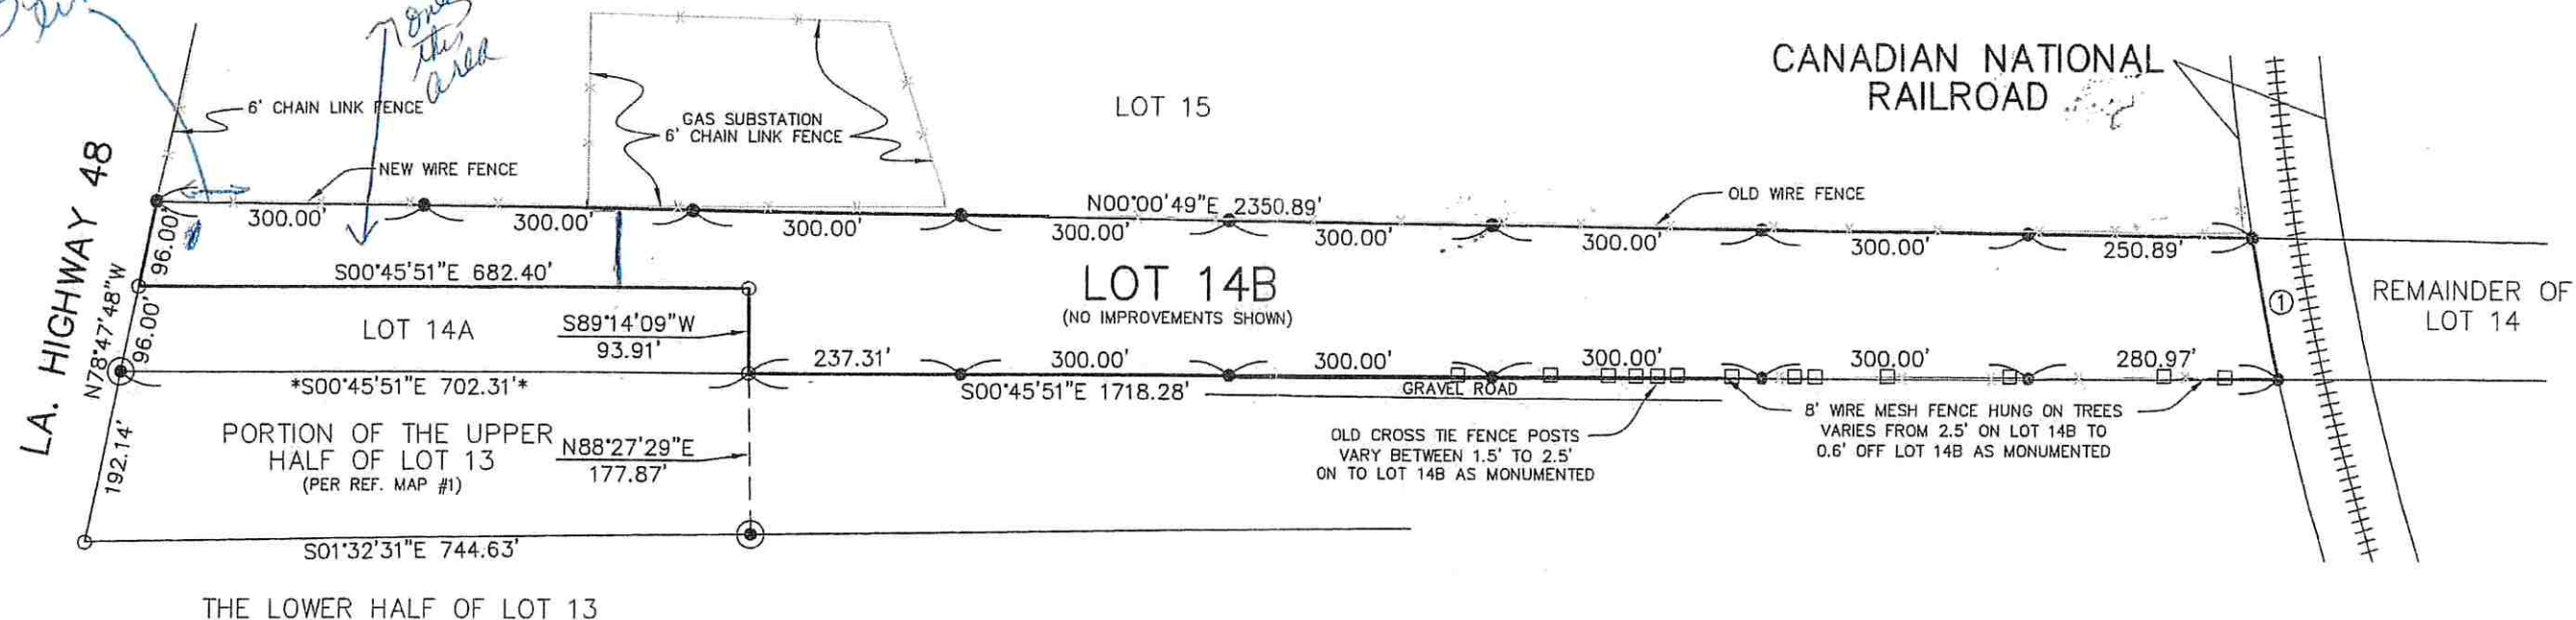 only
this
area
CANADIAN NATIONAL
RAILROAD
6' CHAIN LINK FENCE
GAS SUBSTATION
6' CHAIN LINK FENCE
LOT 15
LA. HIGHWAY 48
NEW WIRE FENCE
OLD WIRE FENCE
N00°00'49"E 2350.89'
300.00'
300.00'
300.00'
300.00'
300.00'
300.00'
300.00'
250.89'
96.00'
S00°45'51"E 682.40'
LOT 14B
(NO IMPROVEMENTS SHOWN)
1
REMAINDER OF
LOT 14
N78°47'48"W
96.00'
LOT 14A
S89°14'09"W
93.91'
237.31'
300.00'
300.00'
300.00'
300.00'
280.97'
*S00°45'51"E 702.31'*
S00°45'51"E 1718.28'
GRAVEL ROAD
192.14'
PORTION OF THE UPPER
HALF OF LOT 13
(PER REF. MAP #1)
N88°27'29"E
177.87'
OLD CROSS TIE FENCE POSTS
VARY BETWEEN 1.5' TO 2.5'
ON TO LOT 14B AS MONUMENTED
8' WIRE MESH FENCE HUNG ON TREES
VARIES FROM 2.5' ON LOT 14B TO
0.6' OFF LOT 14B AS MONUMENTED
S01°32'31"E 744.63'
THE LOWER HALF OF LOT 13